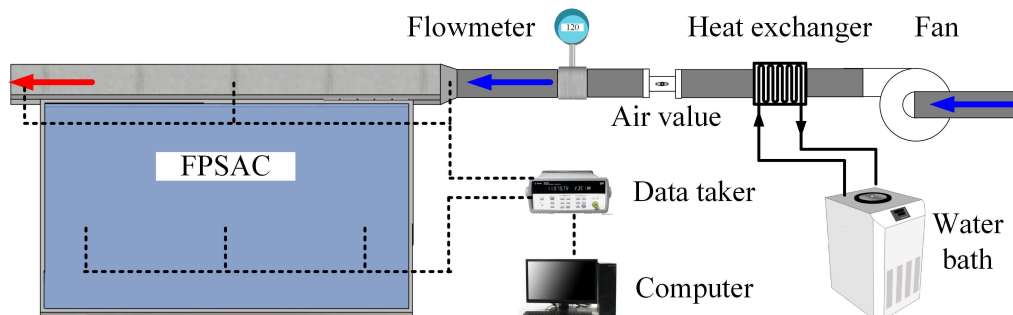 Flowmeter
120
Heat exchanger
Fan
Air value
FPSAC
Data taker
Water
bath
Computer